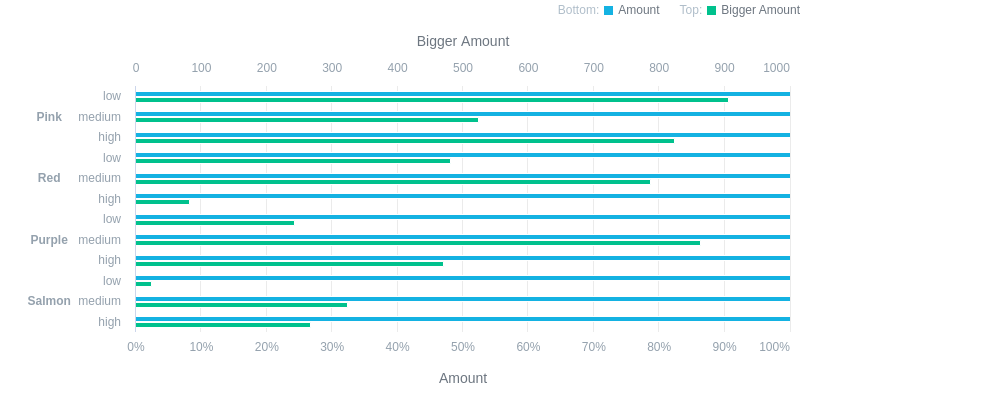 Bottom: Amount Top: Bigger Amount
Bigger Amount
0 100 200 300 400 500 600 700 800 900 1000
low
Pink medium
high
low
Red medium
high
low
Purple medium
high
low
Salmon medium
high
0% 10% 20% 30% 40% 50% 60% 70% 80% 90% 100%
Amount